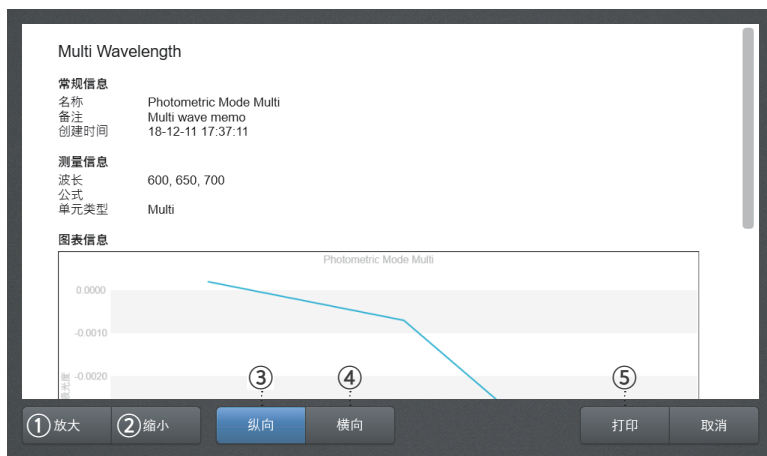 Multi Wavelength
常规信息
名称 Photometric Mode Multi
备注 Multi wave memo
创建时间 18-12-11 17:37:11
测量信息
波长 600, 650, 700
公式
单元类型 Multi
图表信息
Photometric Mode Multi
0.0000
-0.0010
-0.0020
③ ④ ⑤
①放大 ②缩小 纵向 横向 打印 取消